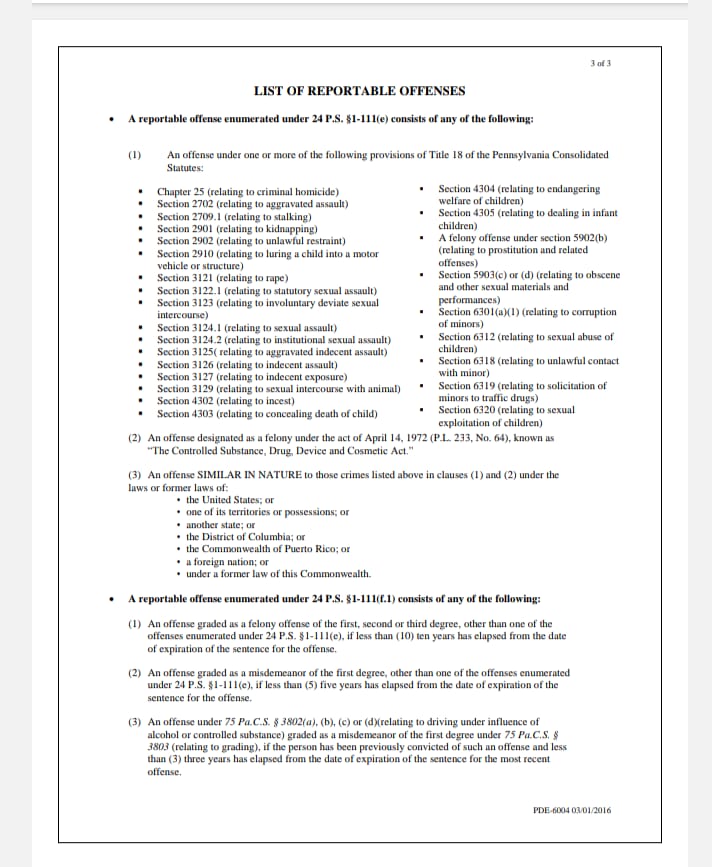 3 of 3
LIST OF REPORTABLE OFFENSES
• A reportable offense enumerated under 24 P.S. §1-111(e) consists of any of the following:
(1) An offense under one or more of the following provisions of Title 18 of the Pennsylvania Consolidated
Statutes:
▪ Chapter 25 (relating to criminal homicide)
▪ Section 2702 (relating to aggravated assault)
▪ Section 2709.1 (relating to stalking)
▪ Section 2901 (relating to kidnapping)
▪ Section 2902 (relating to unlawful restraint)
▪ Section 2910 (relating to luring a child into a motor
vehicle or structure)
▪ Section 3121 (relating to rape)
▪ Section 3122.1 (relating to statutory sexual assault)
▪ Section 3123 (relating to involuntary deviate sexual
intercourse)
▪ Section 3124.1 (relating to sexual assault)
▪ Section 3124.2 (relating to institutional sexual assault)
▪ Section 3125( relating to aggravated indecent assault)
▪ Section 3126 (relating to indecent assault)
▪ Section 3127 (relating to indecent exposure)
▪ Section 3129 (relating to sexual intercourse with animal)
▪ Section 4302 (relating to incest)
▪ Section 4303 (relating to concealing death of child)
▪ Section 4304 (relating to endangering
welfare of children)
▪ Section 4305 (relating to dealing in infant
children)
▪ A felony offense under section 5902(b)
(relating to prostitution and related
offenses)
▪ Section 5903(c) or (d) (relating to obscene
and other sexual materials and
performances)
▪ Section 6301(a)(1) (relating to corruption
of minors)
▪ Section 6312 (relating to sexual abuse of
children)
▪ Section 6318 (relating to unlawful contact
with minor)
▪ Section 6319 (relating to solicitation of
minors to traffic drugs)
▪ Section 6320 (relating to sexual
exploitation of children)
(2) An offense designated as a felony under the act of April 14, 1972 (P.L. 233, No. 64), known as
"The Controlled Substance, Drug, Device and Cosmetic Act."
(3) An offense SIMILAR IN NATURE to those crimes listed above in clauses (1) and (2) under the
laws or former laws of:
• the United States; or
• one of its territories or possessions; or
• another state; or
• the District of Columbia; or
• the Commonwealth of Puerto Rico; or
• a foreign nation; or
• under a former law of this Commonwealth.
• A reportable offense enumerated under 24 P.S. §1-111(f.1) consists of any of the following:
(1) An offense graded as a felony offense of the first, second or third degree, other than one of the
offenses enumerated under 24 P.S. §1-111(e), if less than (10) ten years has elapsed from the date
of expiration of the sentence for the offense.
(2) An offense graded as a misdemeanor of the first degree, other than one of the offenses enumerated
under 24 P.S. §1-111(e), if less than (5) five years has elapsed from the date of expiration of the
sentence for the offense.
(3) An offense under 75 Pa.C.S. § 3802(a), (b), (c) or (d)(relating to driving under influence of
alcohol or controlled substance) graded as a misdemeanor of the first degree under 75 Pa.C.S. §
3803 (relating to grading), if the person has been previously convicted of such an offense and less
than (3) three years has elapsed from the date of expiration of the sentence for the most recent
offense.
PDE-6004 03/01/2016